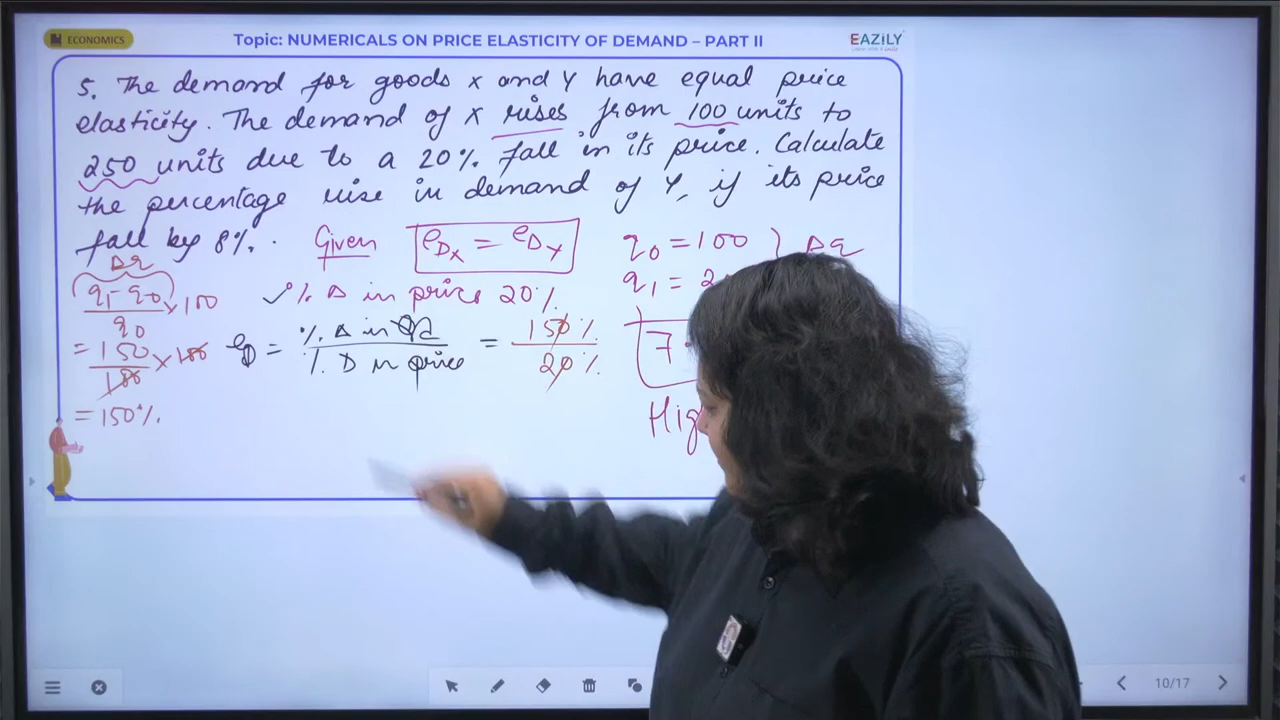 ECONOMICS
Topic: NUMERICALS ON PRICE ELASTICITY OF DEMAND – PART II
EAZiLY
5. The demand for goods X and Y have equal price
elasticity. The demand of X rises from 100 units to
250 units due to a 20% fall in its price. Calculate
the percentage rise in demand of Y, if its price
fall by 8%.
Given
eDX = eDY
q0 = 100 } Δq
q1 = 2
Δq
q1 - q0 × 100
q0
✓ % Δ in price 20%.
= 150 × 100
100
= 150%
eD = % Δ in QD = 150 %
% Δ in price 20 %
7
Hig
10/17